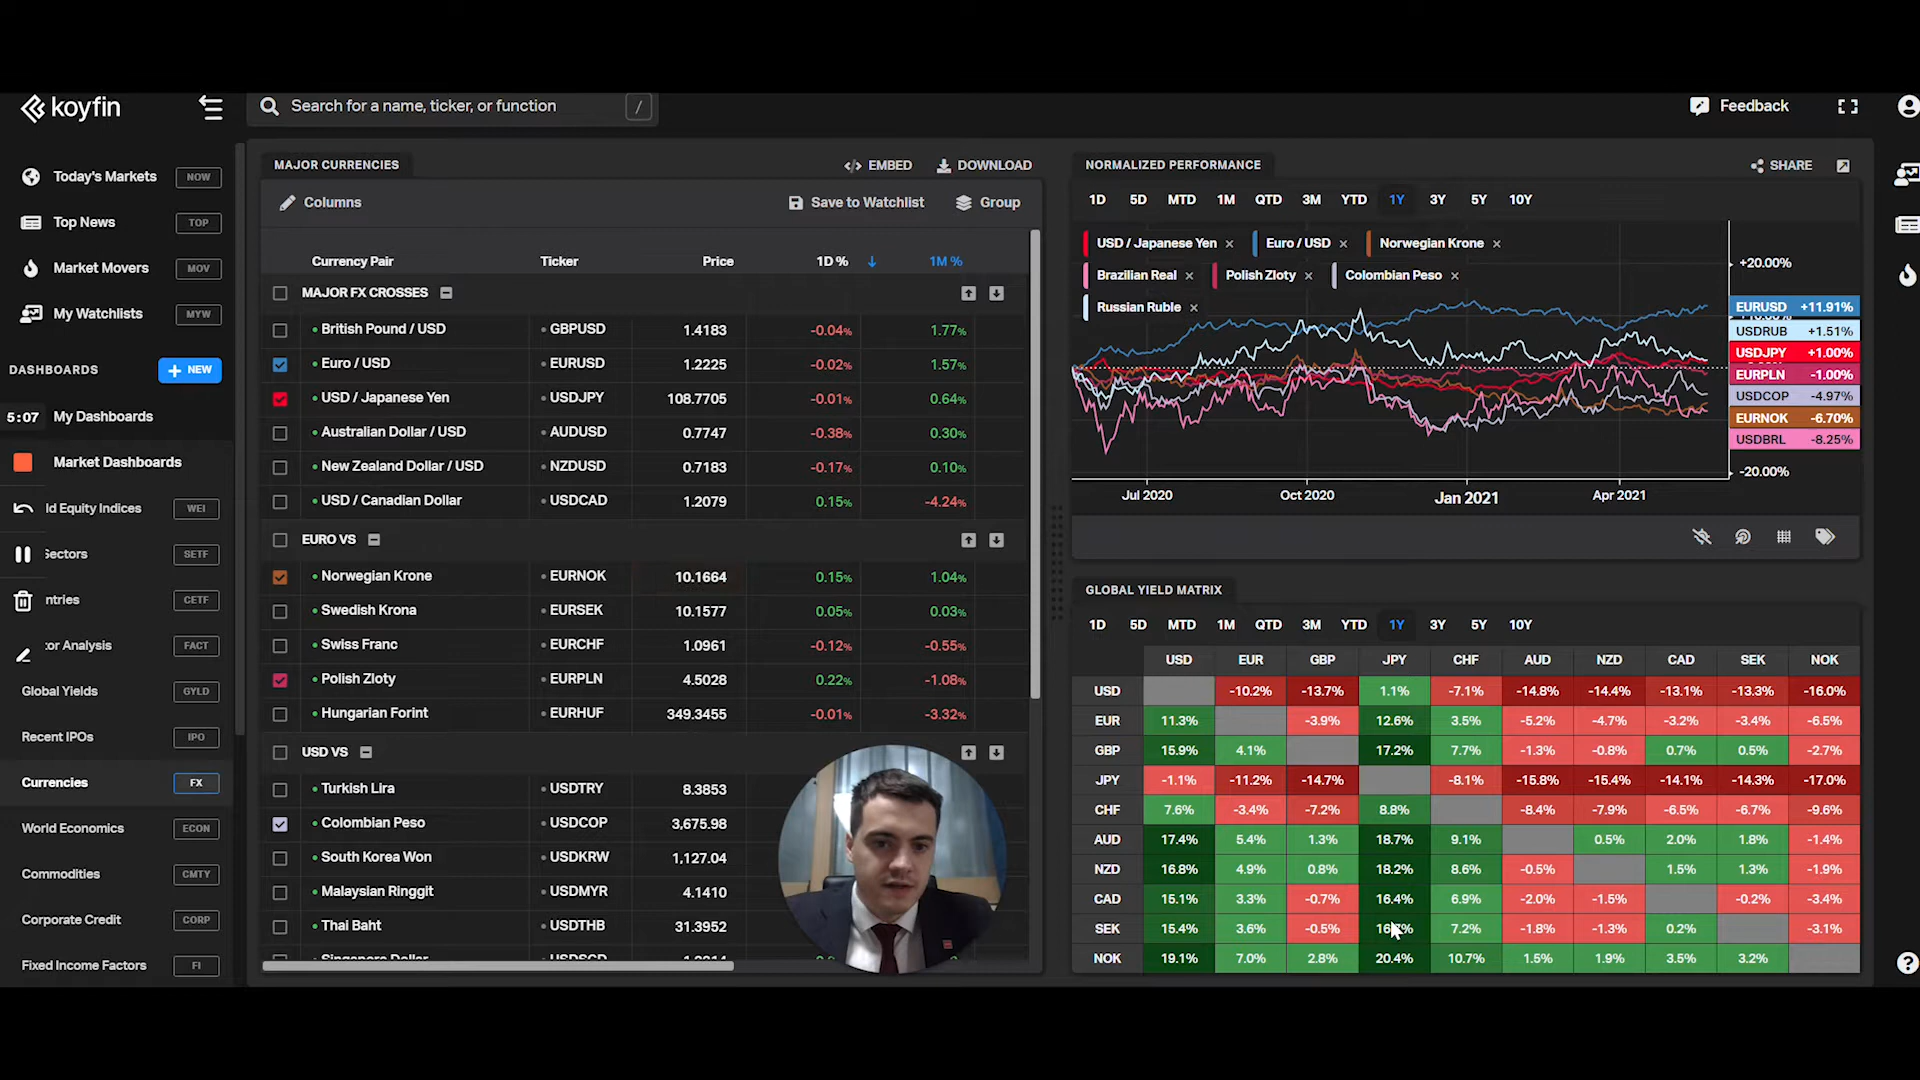 koyfin
Search for a name, ticker, or function /
Feedback
Today's Markets NOW
Top News TOP
Market Movers MOV
My Watchlists MYW
DASHBOARDS + NEW
5:07 My Dashboards
Market Dashboards
ld Equity Indices WEI
Sectors SETF
ntries CETF
tor Analysis FACT
Global Yields GYLD
Recent IPOs IPO
Currencies FX
World Economics ECON
Commodities CMTY
Corporate Credit CORP
Fixed Income Factors FI
MAJOR CURRENCIES EMBED DOWNLOAD
Columns Save to Watchlist Group
Currency Pair Ticker Price 1D % 1M %
MAJOR FX CROSSES
British Pound / USD GBPUSD 1.4183 -0.04% 1.77%
Euro / USD EURUSD 1.2225 -0.02% 1.57%
USD / Japanese Yen USDJPY 108.7705 -0.01% 0.64%
Australian Dollar / USD AUDUSD 0.7747 -0.38% 0.30%
New Zealand Dollar / USD NZDUSD 0.7183 -0.17% 0.10%
USD / Canadian Dollar USDCAD 1.2079 0.15% -4.24%
EURO VS
Norwegian Krone EURNOK 10.1664 0.15% 1.04%
Swedish Krona EURSEK 10.1577 0.05% 0.03%
Swiss Franc EURCHF 1.0961 -0.12% -0.55%
Polish Zloty EURPLN 4.5028 0.22% -1.08%
Hungarian Forint EURHUF 349.3455 -0.01% -3.32%
USD VS
Turkish Lira USDTRY 8.3853
Colombian Peso USDCOP 3,675.98
South Korea Won USDKRW 1,127.04
Malaysian Ringgit USDMYR 4.1410
Thai Baht USDTHB 31.3952
NORMALIZED PERFORMANCE SHARE
1D 5D MTD 1M QTD 3M YTD 1Y 3Y 5Y 10Y
USD / Japanese Yen × Euro / USD × Norwegian Krone ×
Brazilian Real × Polish Zloty × Colombian Peso ×
Russian Ruble ×
+20.00%
EURUSD +11.91%
USDRUB +1.51%
USDJPY +1.00%
EURPLN -1.00%
USDCOP -4.97%
EURNOK -6.70%
USDBRL -8.25%
-20.00%
Jul 2020 Oct 2020 Jan 2021 Apr 2021
GLOBAL YIELD MATRIX
1D 5D MTD 1M QTD 3M YTD 1Y 3Y 5Y 10Y
USD EUR GBP JPY CHF AUD NZD CAD SEK NOK
USD -10.2% -13.7% 1.1% -7.1% -14.8% -14.4% -13.1% -13.3% -16.0%
EUR 11.3% -3.9% 12.6% 3.5% -5.2% -4.7% -3.2% -3.4% -6.5%
GBP 15.9% 4.1% 17.2% 7.7% -1.3% -0.8% 0.7% 0.5% -2.7%
JPY -1.1% -11.2% -14.7% -8.1% -15.8% -15.4% -14.1% -14.3% -17.0%
CHF 7.6% -3.4% -7.2% 8.8% -8.4% -7.9% -6.5% -6.7% -9.6%
AUD 17.4% 5.4% 1.3% 18.7% 9.1% 0.5% 2.0% 1.8% -1.4%
NZD 16.8% 4.9% 0.8% 18.2% 8.6% -0.5% 1.5% 1.3% -1.9%
CAD 15.1% 3.3% -0.7% 16.4% 6.9% -2.0% -1.5% -0.2% -3.4%
SEK 15.4% 3.6% -0.5% 7.2% -1.8% -1.3% 0.2% -3.1%
NOK 19.1% 7.0% 2.8% 20.4% 10.7% 1.5% 1.9% 3.5% 3.2%